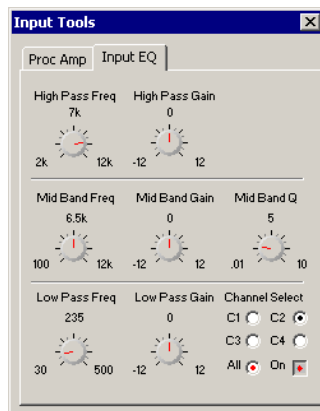 Input Tools
Proc Amp Input EQ
High Pass Freq High Pass Gain
7k 0
2k 12k -12 12
Mid Band Freq Mid Band Gain Mid Band Q
6.5k 0 5
100 12k -12 12 .01 10
Low Pass Freq Low Pass Gain Channel Select
235 0 C1 C2
C3 C4
30 500 -12 12 All On